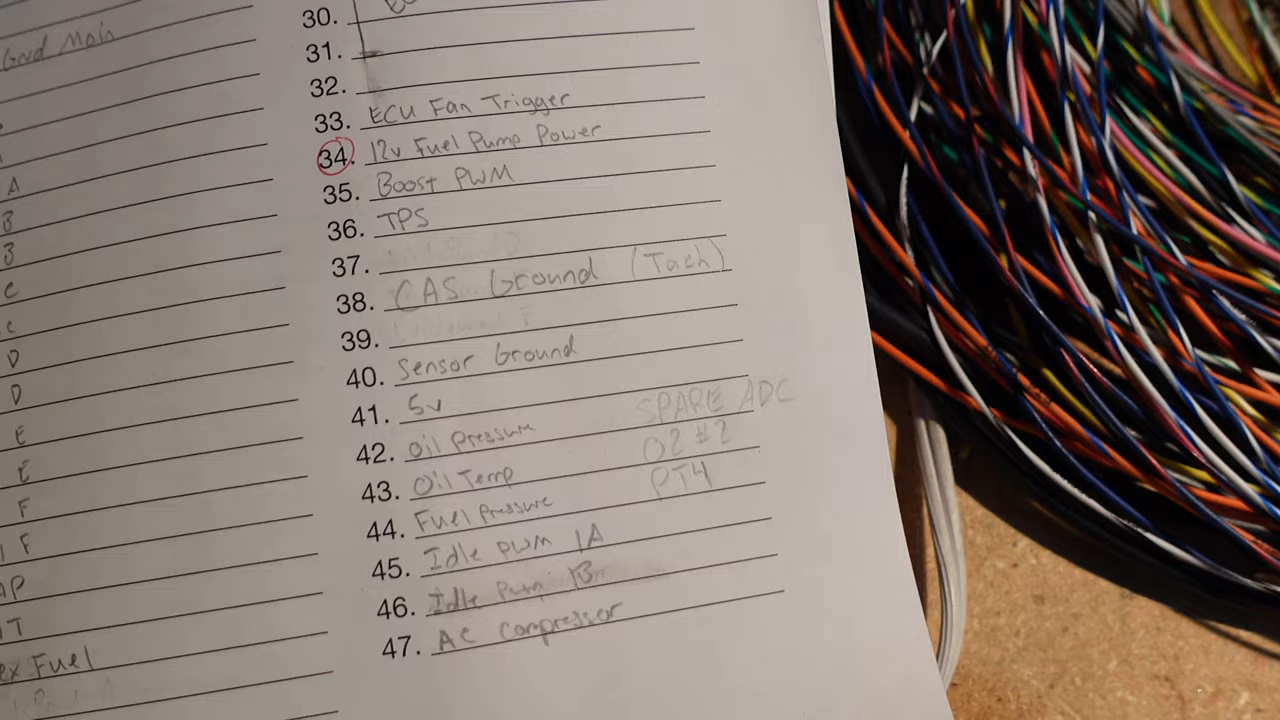 Gnd Main
A
B
B
C
C
D
D
E
E
F
F
AP
T
ex Fuel
30.
31.
32.
33. ECU Fan Trigger
34. 12v Fuel Pump Power
35. Boost PWM
36. TPS
37.
38. CAS Ground (Tach)
39.
40. Sensor Ground
41. 5v
42. Oil Pressure SPARE ADC
43. Oil Temp O2 #2
44. Fuel Pressure PT4
45. Idle PWM 1A
46. Idle 1B
47. AC Compressor